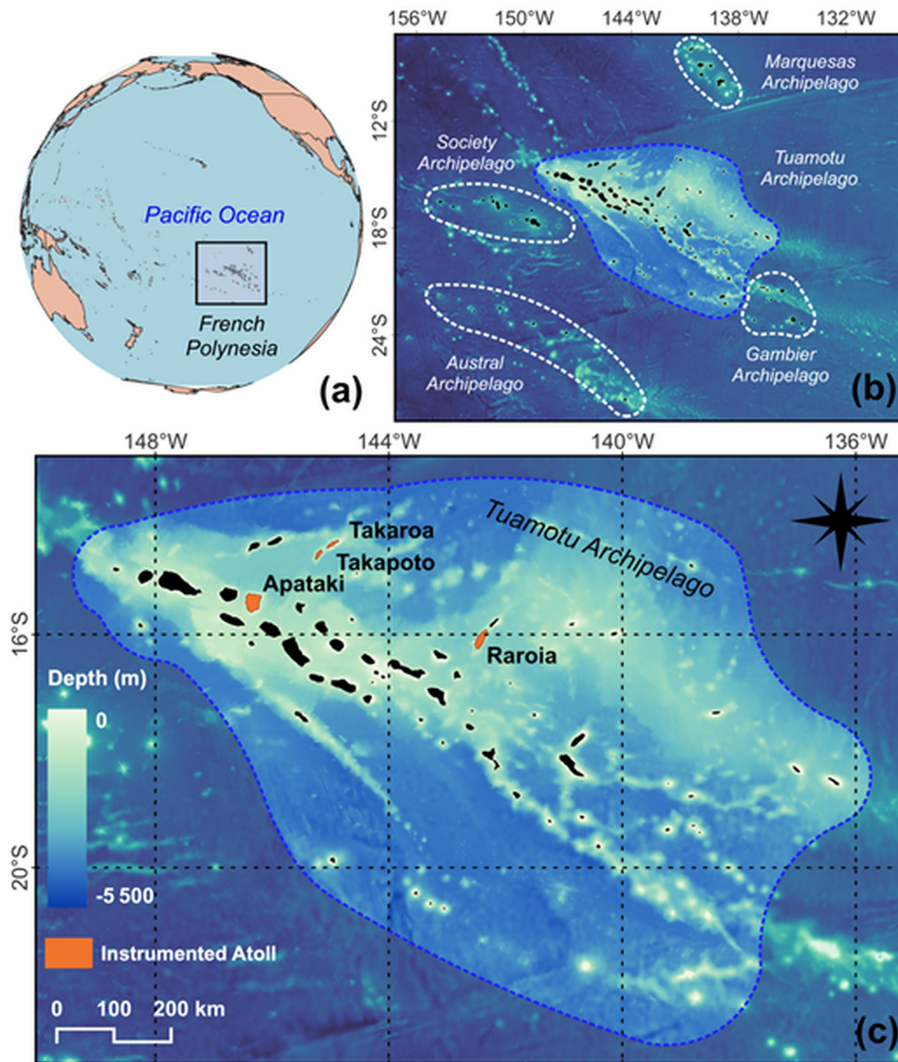 Pacific Ocean
French
Polynesia
(a)
156°W
150°W
144°W
138°W
132°W
12°S
18°S
24°S
Marquesas
Archipelago
Society
Archipelago
Tuamotu
Archipelago
Austral
Archipelago
Gambier
Archipelago
(b)
148°W
144°W
140°W
136°W
16°S
20°S
Tuamotu Archipelago
Takaroa
Takapoto
Apataki
Raroia
Depth (m)
0
-5 500
Instrumented Atoll
0 100 200 km
(c)